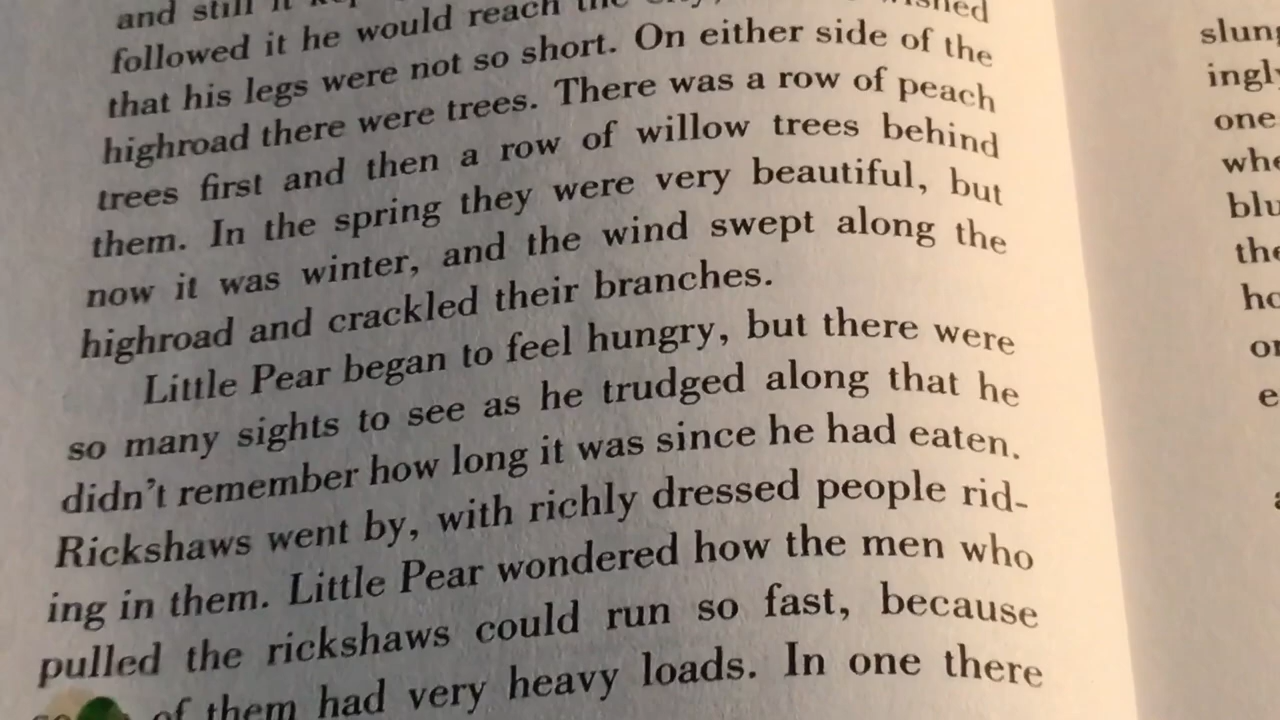 and still it
followed it he would reach the
that his legs were not so short. On either side of the
highroad there were trees. There was a row of peach
trees first and then a row of willow trees behind
them. In the spring they were very beautiful, but
now it was winter, and the wind swept along the
highroad and crackled their branches.
Little Pear began to feel hungry, but there were
so many sights to see as he trudged along that he
didn't remember how long it was since he had eaten.
Rickshaws went by, with richly dressed people rid-
ing in them. Little Pear wondered how the men who
pulled the rickshaws could run so fast, because
of them had very heavy loads. In one there
one
the